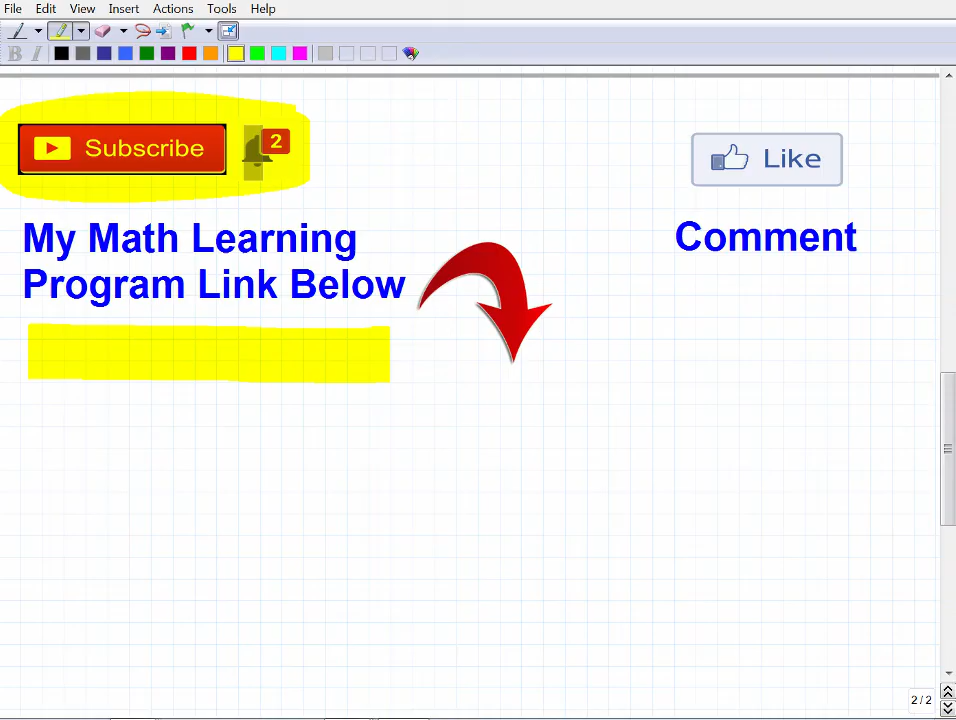 File Edit View Insert Actions Tools Help
B I
Subscribe 2
Like
My Math Learning
Program Link Below
Comment
2 / 2